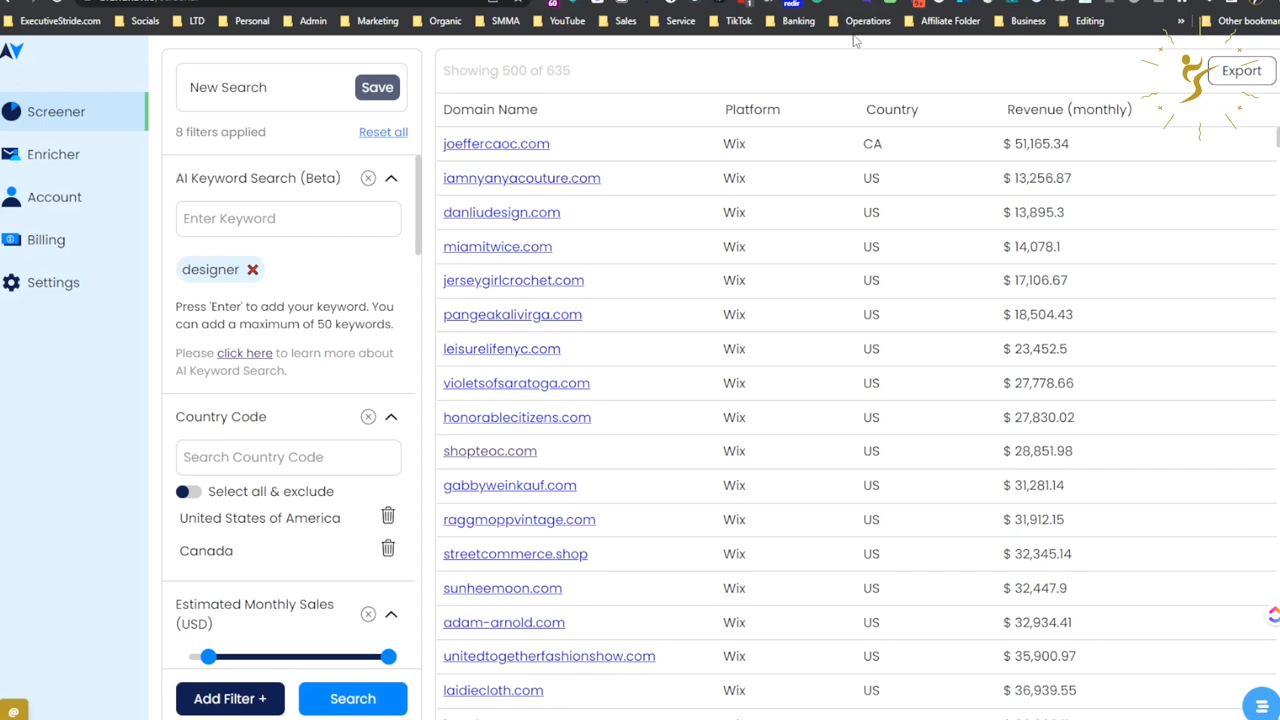 ExecutiveStride.com Socials LTD Personal Admin Marketing Organic SMMA YouTube Sales Service TikTok Banking Operations Affiliate Folder Business Editing » Other bookma
Screener
Enricher
Account
Billing
Settings
New Search Save
8 filters applied Reset all
AI Keyword Search (Beta)
Enter Keyword
designer
Press 'Enter' to add your keyword. You
can add a maximum of 50 keywords.
Please click here to learn more about
AI Keyword Search.
Country Code
Search Country Code
Select all & exclude
United States of America
Canada
Estimated Monthly Sales
(USD)
Add Filter + Search
Showing 500 of 635 Export
Domain Name Platform Country Revenue (monthly)
joeffercaoc.com Wix CA $ 51,165.34
iamnyanyacouture.com Wix US $ 13,256.87
danliudesign.com Wix US $ 13,895.3
miamitwice.com Wix US $ 14,078.1
jerseygirlcrochet.com Wix US $ 17,106.67
pangeakalivirga.com Wix US $ 18,504.43
leisurelifenyc.com Wix US $ 23,452.5
violetsofsaratoga.com Wix US $ 27,778.66
honorablecitizens.com Wix US $ 27,830.02
shopteoc.com Wix US $ 28,851.98
gabbyweinkauf.com Wix US $ 31,281.14
raggmoppvintage.com Wix US $ 31,912.15
streetcommerce.shop Wix US $ 32,345.14
sunheemoon.com Wix US $ 32,447.9
adam-arnold.com Wix US $ 32,934.41
unitedtogetherfashionshow.com Wix US $ 35,900.97
laidiecloth.com Wix US $ 36,939.55